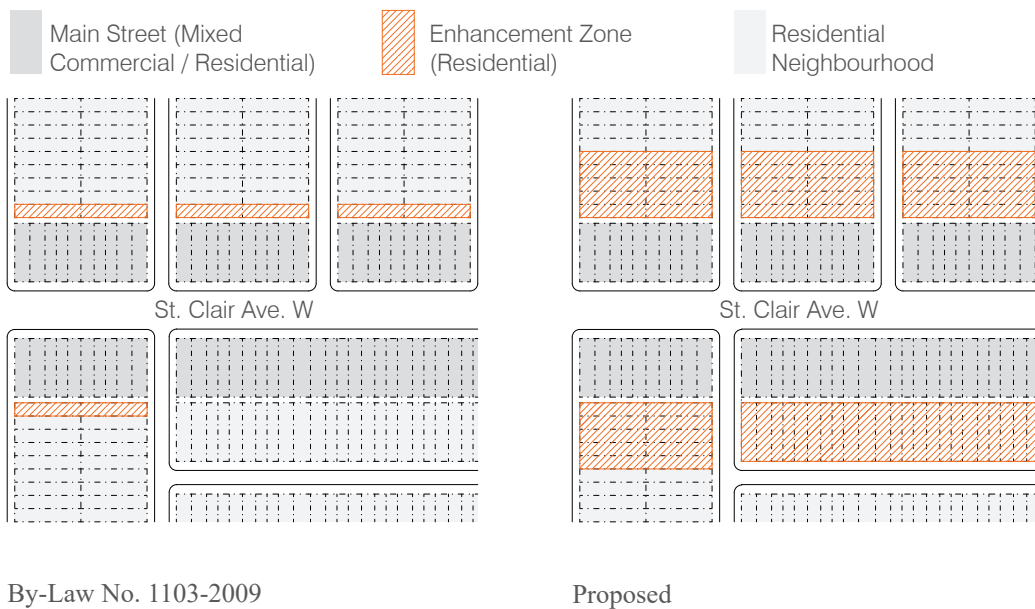 Main Street (Mixed
Commercial / Residential)
Enhancement Zone
(Residential)
Residential
Neighbourhood
St. Clair Ave. W
St. Clair Ave. W
By-Law No. 1103-2009
Proposed